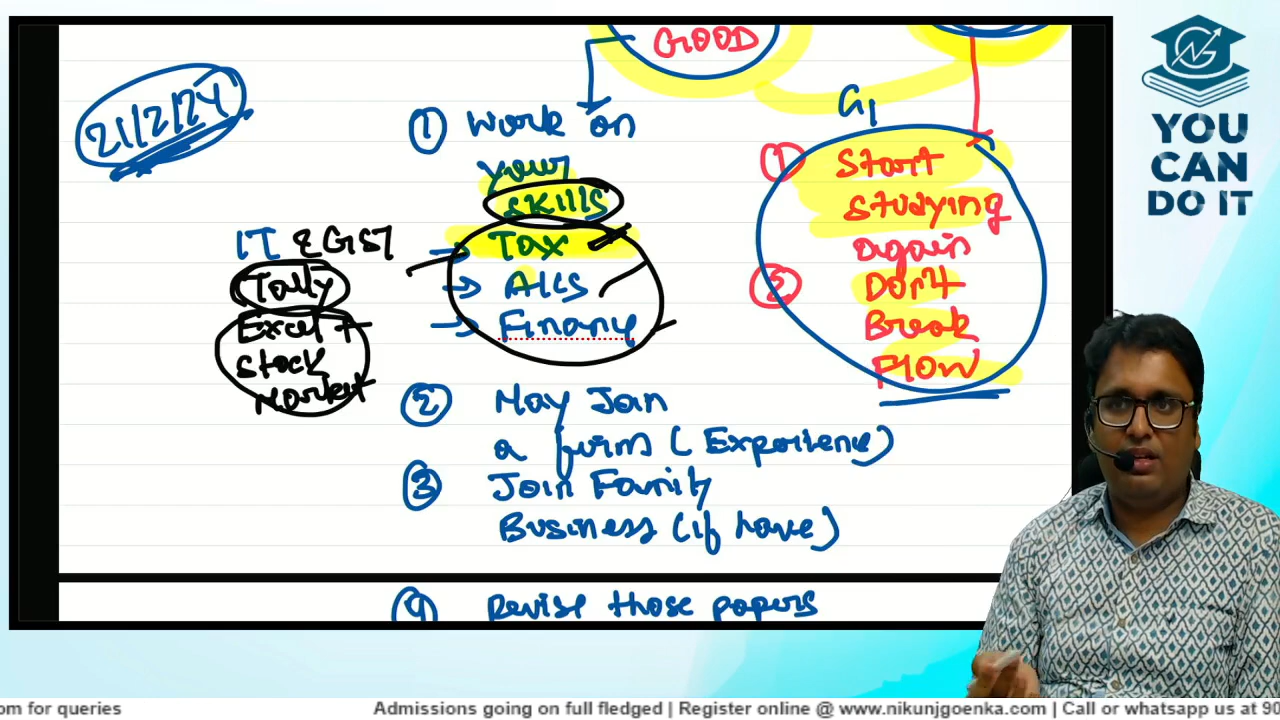 GOOD
21/2/24
① Work on
your
skills
→ Tax
→ A/cs
→ Finany
IT & GST
Tally
Excel +
Stock
Market
② May Join
a firm (Experience)
③ Join Family
Business (if have)
④ Revise those papers
G1
① Start
Studying
again
② Don't
Break
Flow
NG
YOU
CAN
DO IT
om for queries
Admissions going on full fledged | Register online @ www.nikunjgoenka.com | Call or whatsapp us at 90